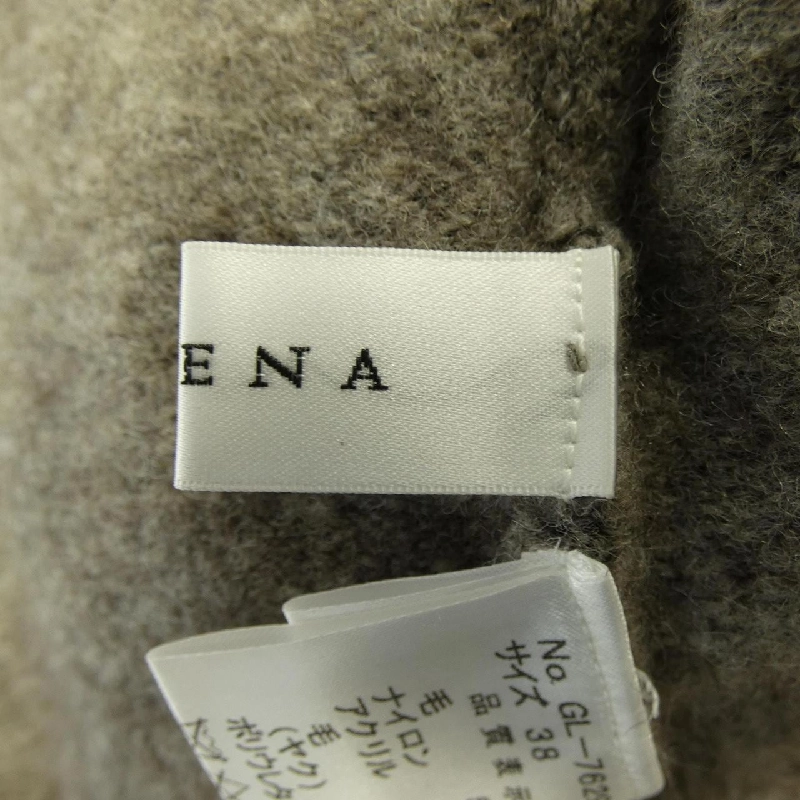 ENA
No. GL-762
サイズ 38
品質表示
毛
ナイロン
アクリル
毛
(ヤク)
ポリウレタ